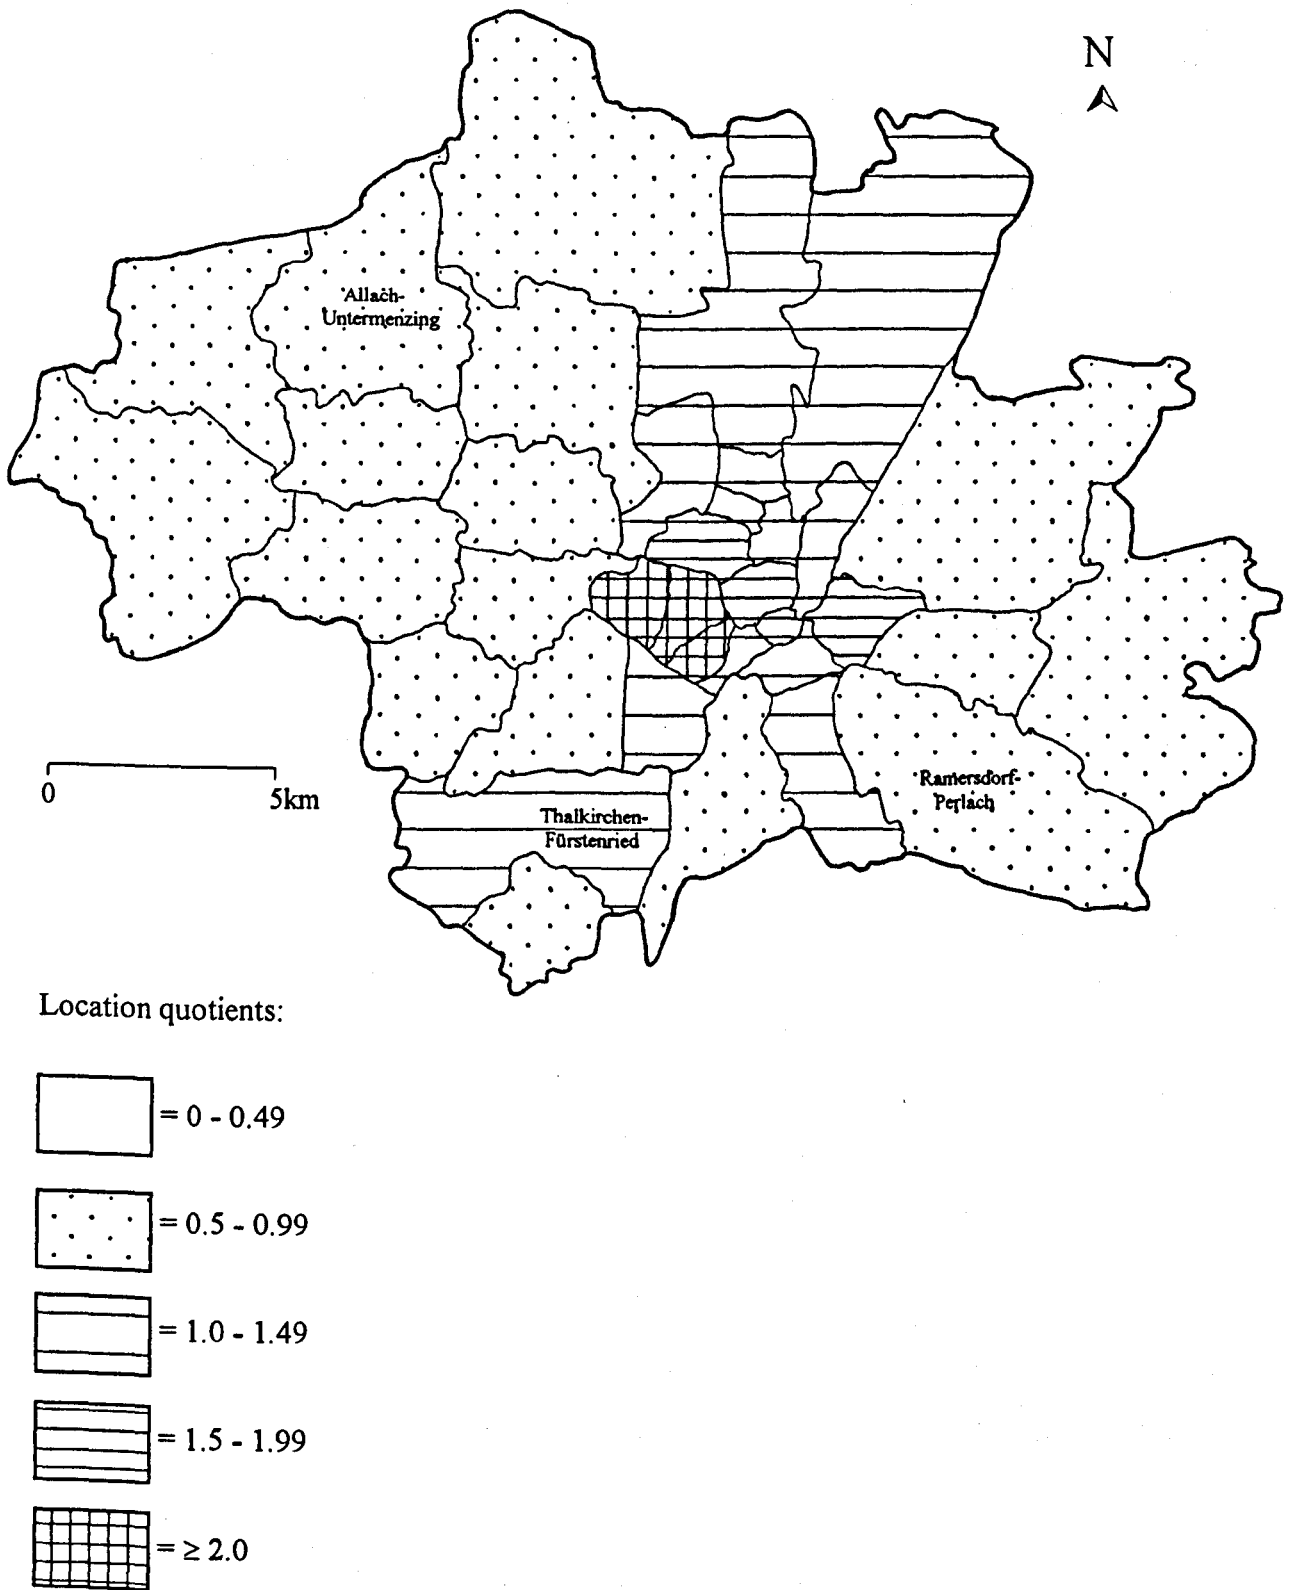 N
Allach-
Untermenzing
0 5km
Thalkirchen-
Fürstenried
Ramersdorf-
Perlach
Location quotients:
= 0 - 0.49
= 0.5 - 0.99
= 1.0 - 1.49
= 1.5 - 1.99
= ≥ 2.0